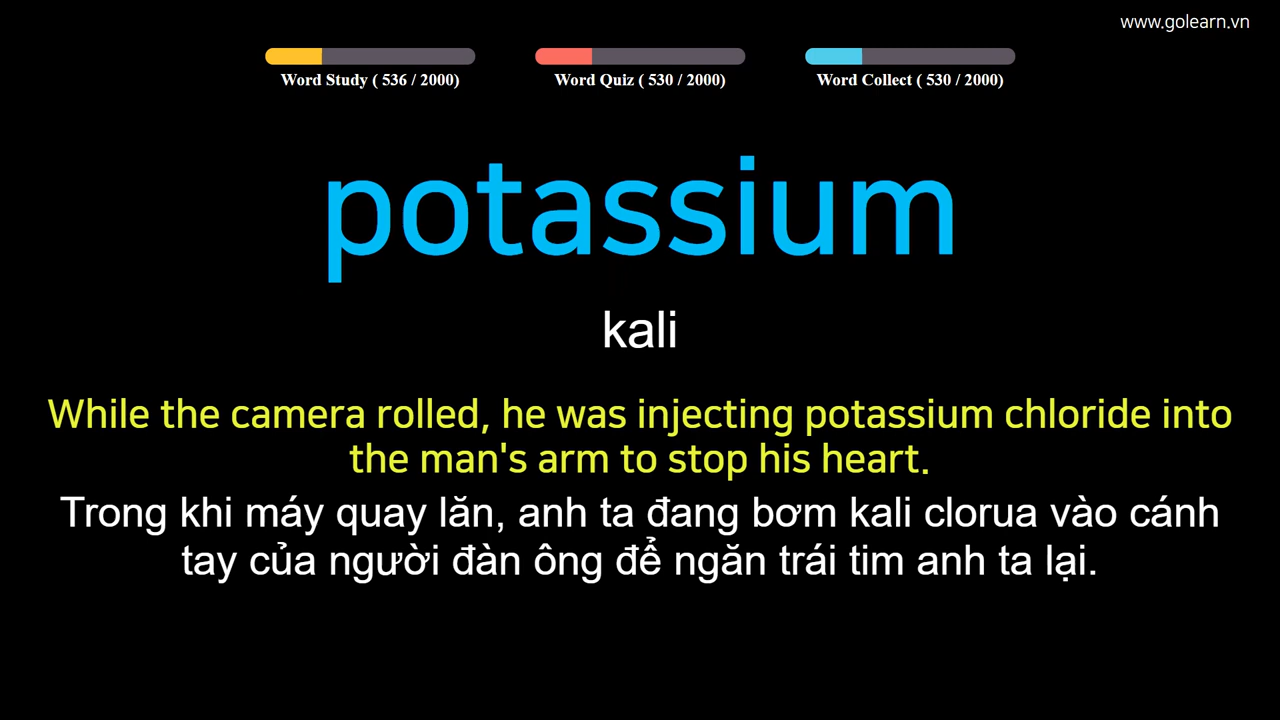 www.golearn.vn
Word Study ( 536 / 2000)
Word Quiz ( 530 / 2000)
Word Collect ( 530 / 2000)
potassium
kali
While the camera rolled, he was injecting potassium chloride into
the man's arm to stop his heart.
Trong khi máy quay lăn, anh ta đang bơm kali clorua vào cánh
tay của người đàn ông để ngăn trái tim anh ta lại.